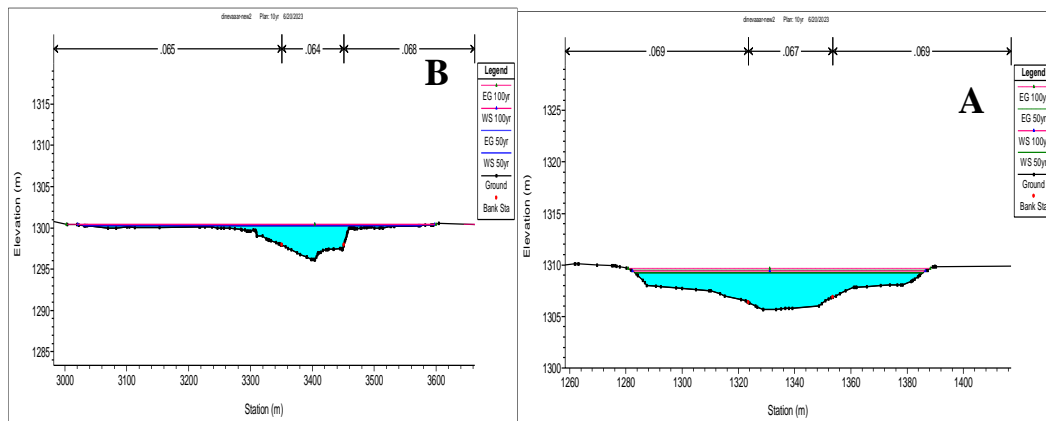 dinevaaar-new2 Plan: 10yr 6/20/2023
.065 .064 .068
B
Legend
EG 100yr
WS 100yr
EG 50yr
WS 50yr
Ground
Bank Sta
1315
1310
1305
1300
1295
1290
1285
Elevation (m)
3000 3100 3200 3300 3400 3500 3600
Station (m)
dinevaaar-new2 Plan: 10yr 6/20/2023
.069 .067 .069
A
Legend
EG 100yr
EG 50yr
WS 100yr
WS 50yr
Ground
Bank Sta
1325
1320
1315
1310
1305
1300
Elevation (m)
1260 1280 1300 1320 1340 1360 1380 1400
Station (m)